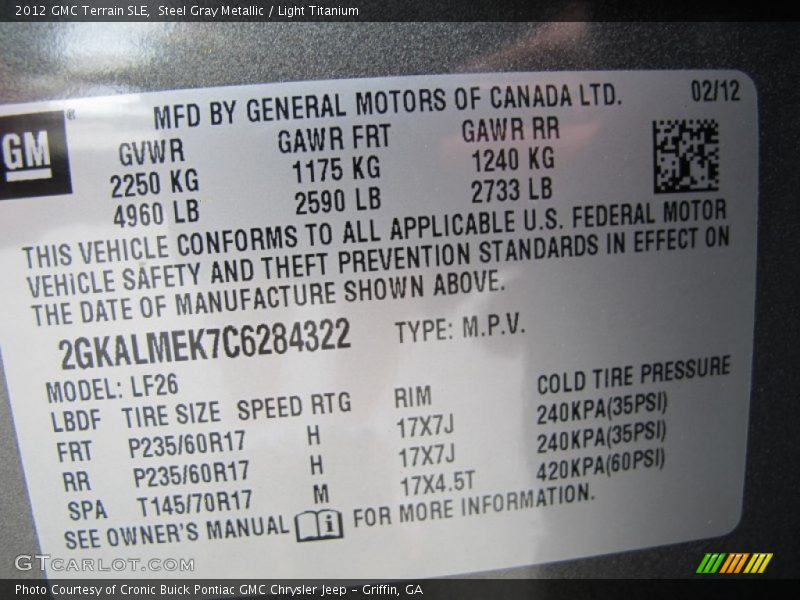 2012 GMC Terrain SLE, Steel Gray Metallic / Light Titanium
MFD BY GENERAL MOTORS OF CANADA LTD. 02/12
GM ®
GVWR GAWR FRT GAWR RR
2250 KG 1175 KG 1240 KG
4960 LB 2590 LB 2733 LB
THIS VEHICLE CONFORMS TO ALL APPLICABLE U.S. FEDERAL MOTOR
VEHICLE SAFETY AND THEFT PREVENTION STANDARDS IN EFFECT ON
THE DATE OF MANUFACTURE SHOWN ABOVE.
2GKALMEK7C6284322 TYPE: M.P.V.
MODEL: LF26
LBDF TIRE SIZE SPEED RTG RIM COLD TIRE PRESSURE
FRT P235/60R17 H 17X7J 240KPA(35PSI)
RR P235/60R17 H 17X7J 240KPA(35PSI)
SPA T145/70R17 M 17X4.5T 420KPA(60PSI)
SEE OWNER'S MANUAL i FOR MORE INFORMATION.
GTCARLOT.COM
Photo Courtesy of Cronic Buick Pontiac GMC Chrysler Jeep - Griffin, GA